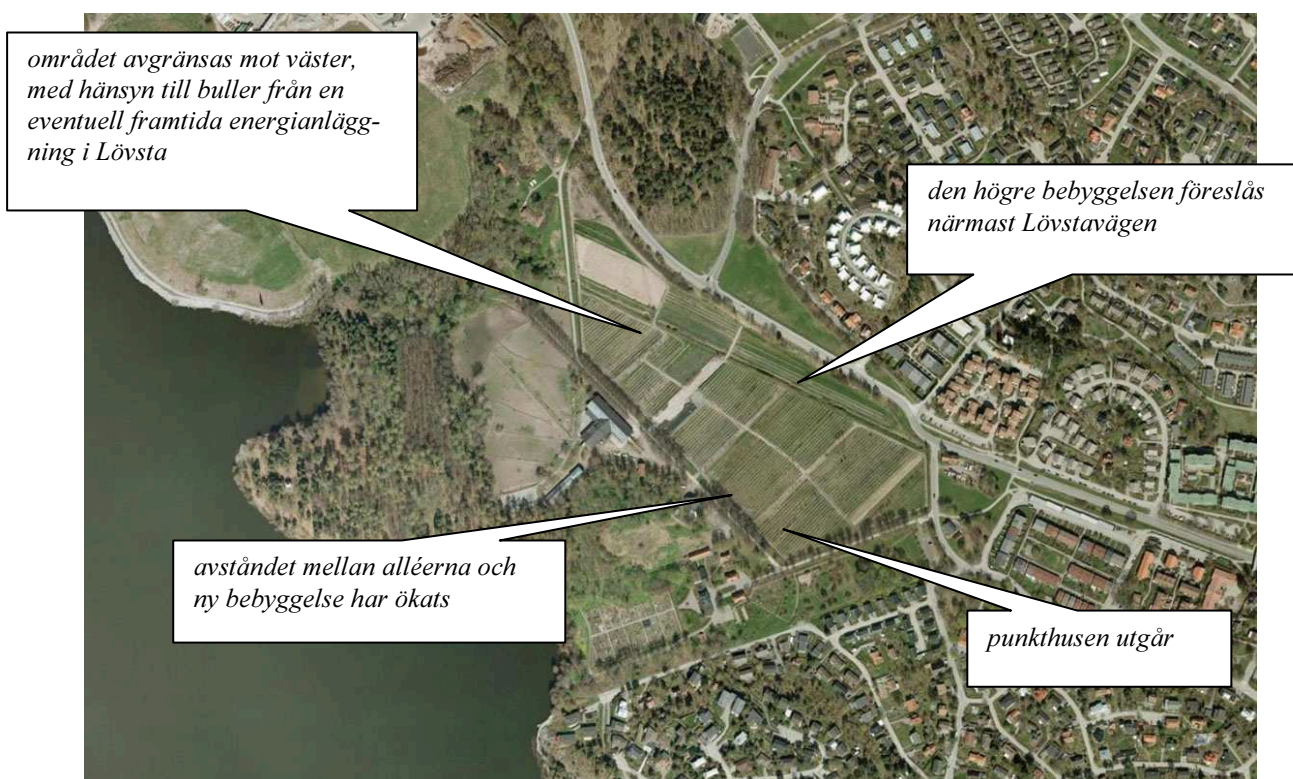 området avgränsas mot väster,
med hänsyn till buller från en
eventuell framtida energianlägg-
ning i Lövsta
den högre bebyggelsen föreslås
närmast Lövstavägen
avståndet mellan alléerna och
ny bebyggelse har ökats
punkthusen utgår